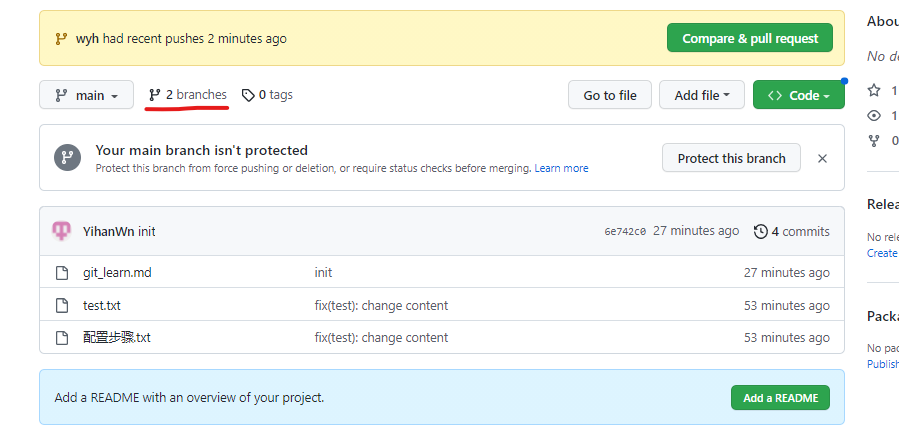 wyh had recent pushes 2 minutes ago
Compare & pull request
main
2 branches
0 tags
Go to file
Add file
Code
Your main branch isn't protected
Protect this branch from force pushing or deletion, or require status checks before merging. Learn more
Protect this branch
YihanWn init
6e742c0 27 minutes ago
4 commits
git_learn.md init 27 minutes ago
test.txt fix(test): change content 53 minutes ago
配置步骤.txt fix(test): change content 53 minutes ago
Add a README with an overview of your project.
Add a README
Abou
No de
1
1
0
Relea
No rele
Create
Packa
No pac
Publish